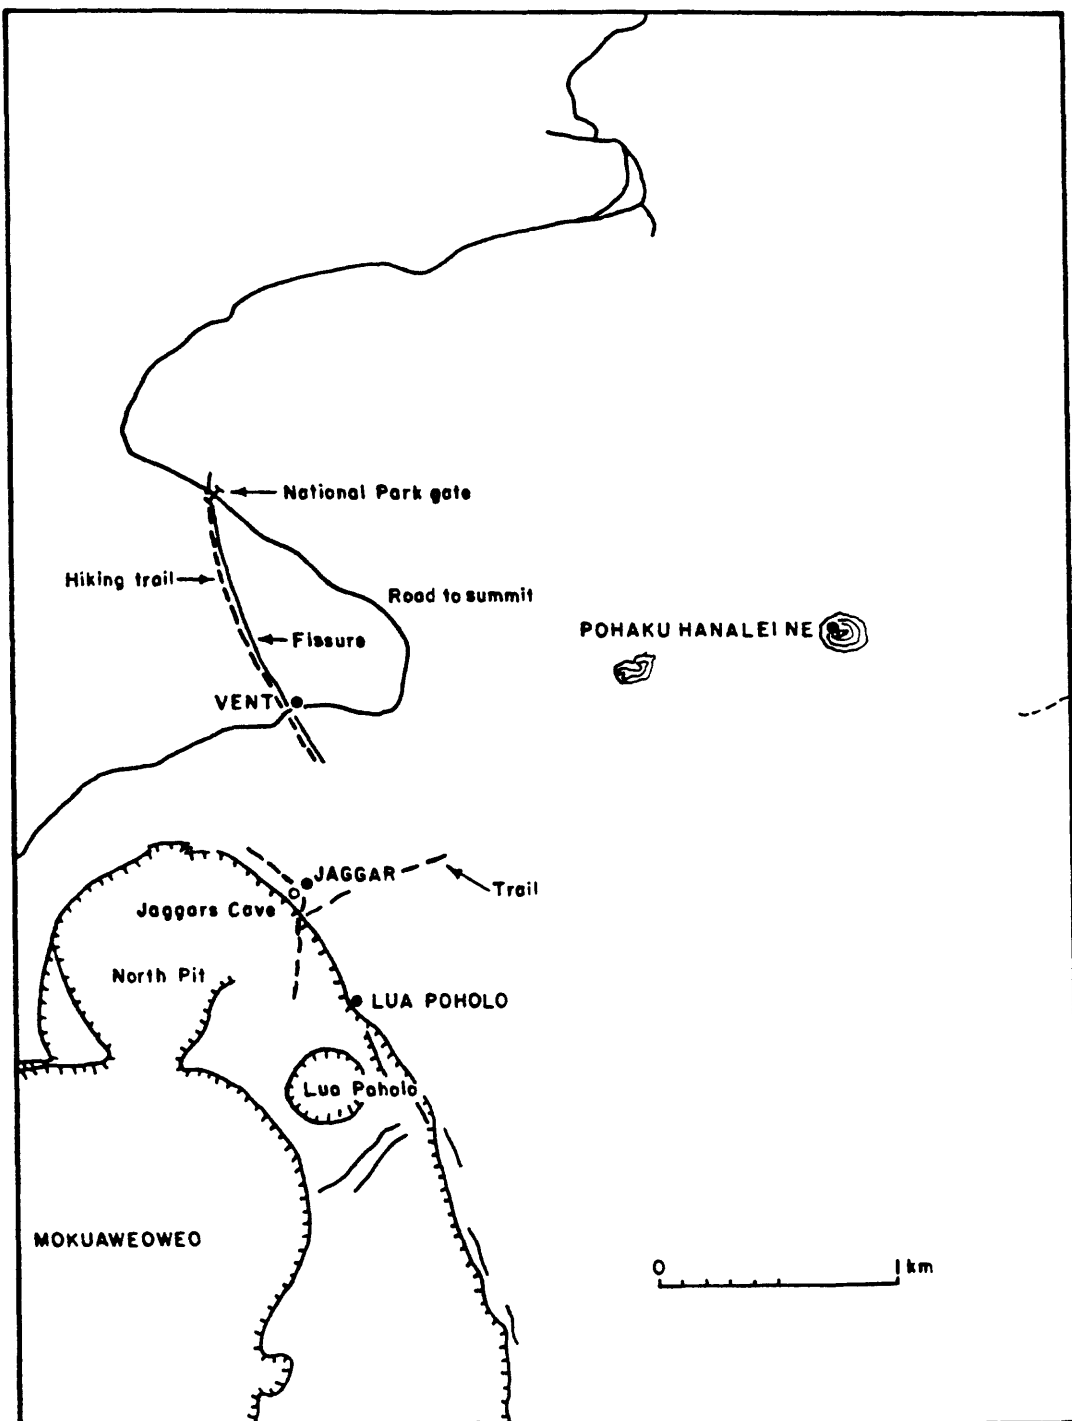 National Park gate
Hiking trail
Road to summit
Fissure
POHAKU HANALEI NE
VENT
JAGGAR
Trail
Jaggars Cave
North Pit
LUA POHOLO
Lua Poholo
MOKUAWEOWEO
0 1 km